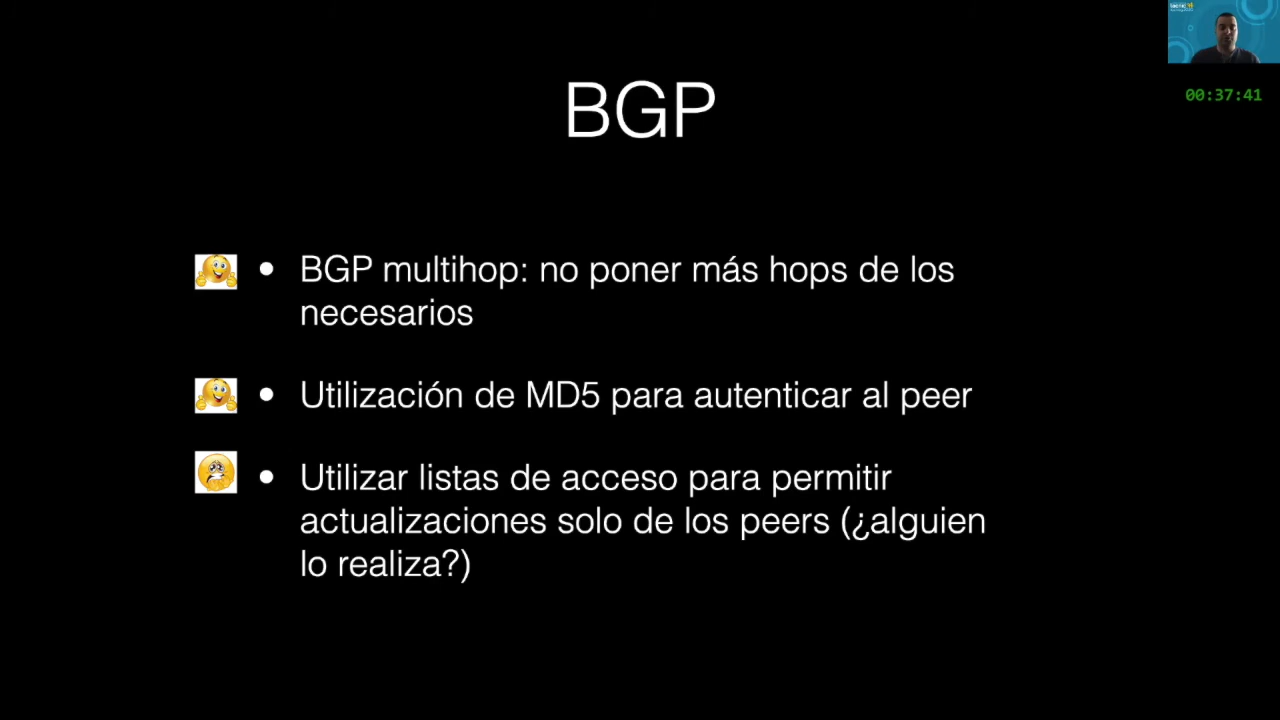 BGP
00:37:41
• BGP multihop: no poner más hops de los
necesarios
• Utilización de MD5 para autenticar al peer
• Utilizar listas de acceso para permitir
actualizaciones solo de los peers (¿alguien
lo realiza?)